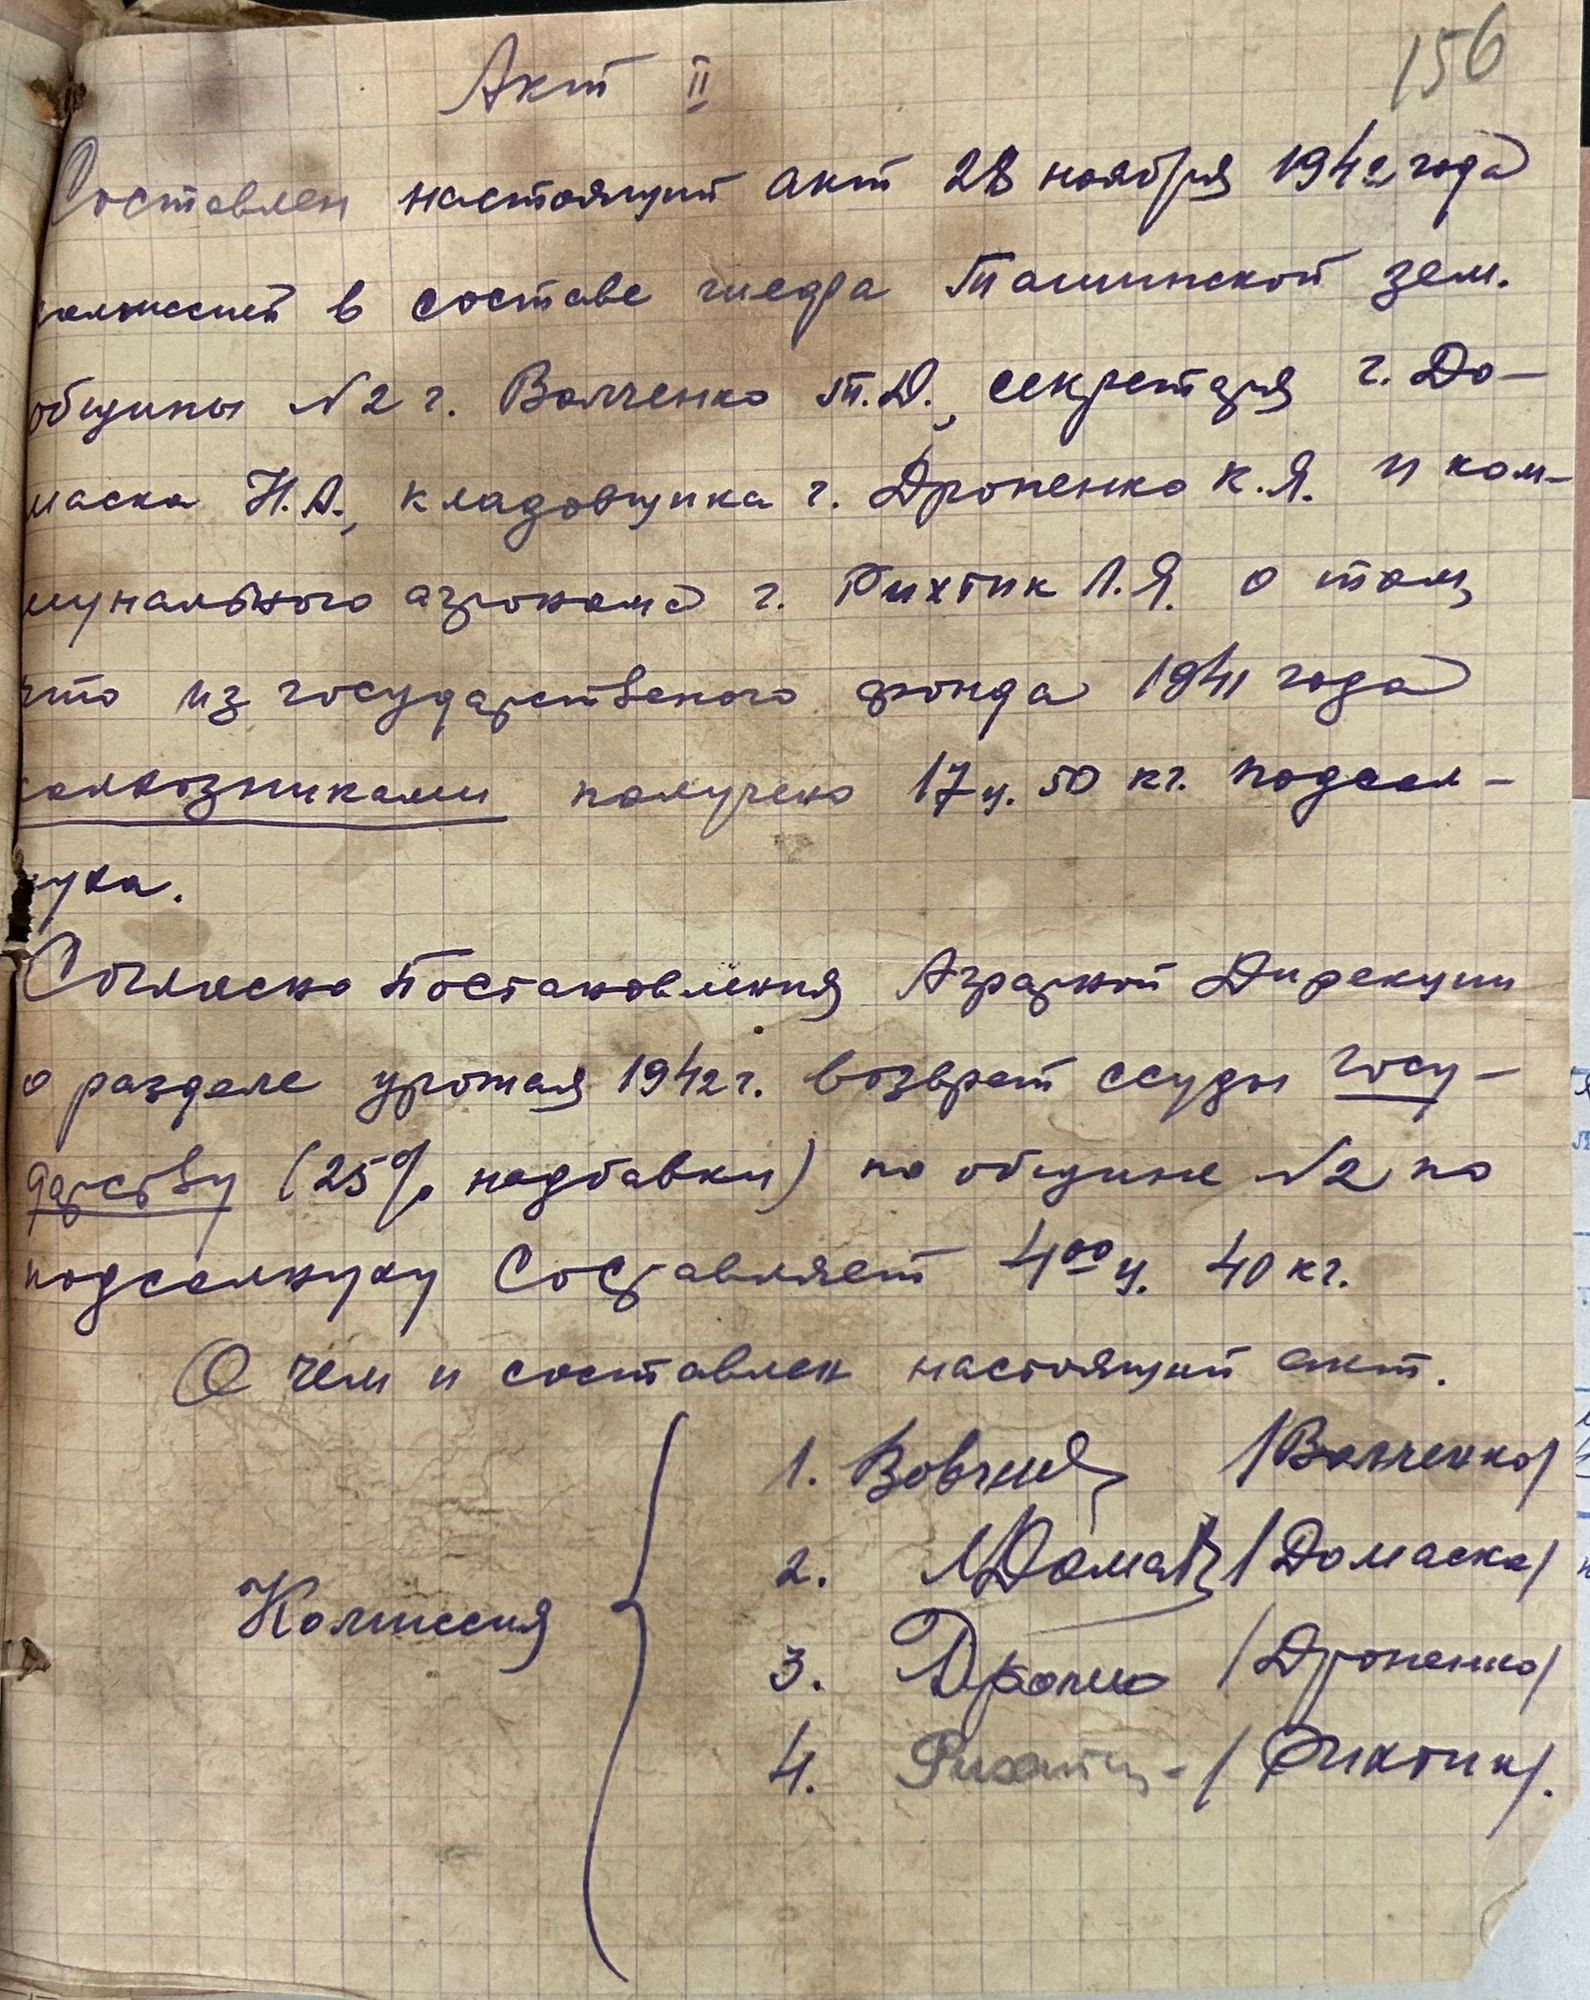 156
Акт II
Составлен настоящий акт 28 ноября 1942 года
комиссией в составе шефа Ташинской зем.
общины №2 г. Волченко Т.Д., секретаря г. До-
маска Н.А., кладовщика г. Дроненко К.Я. и ком-
мунального агронома г. Рихтик Л.Я. о том,
что из государственого фонда 1941 года
колхозниками получено 17 ц. 50 кг. подсол-
нуха.
Согласно Постановления Аграрной Дирекции
о разделе урожая 1942 г. возврат ссуды госу-
дарству (25% надбавки) по общине №2 по
подсолнуху составляет 400 ц. 40 кг.
О чем и составлен настоящий акт.
Комиссия
1. /Волченко/
2. /Домаска/
3. /Дроненко/
4. /Рихтик/.